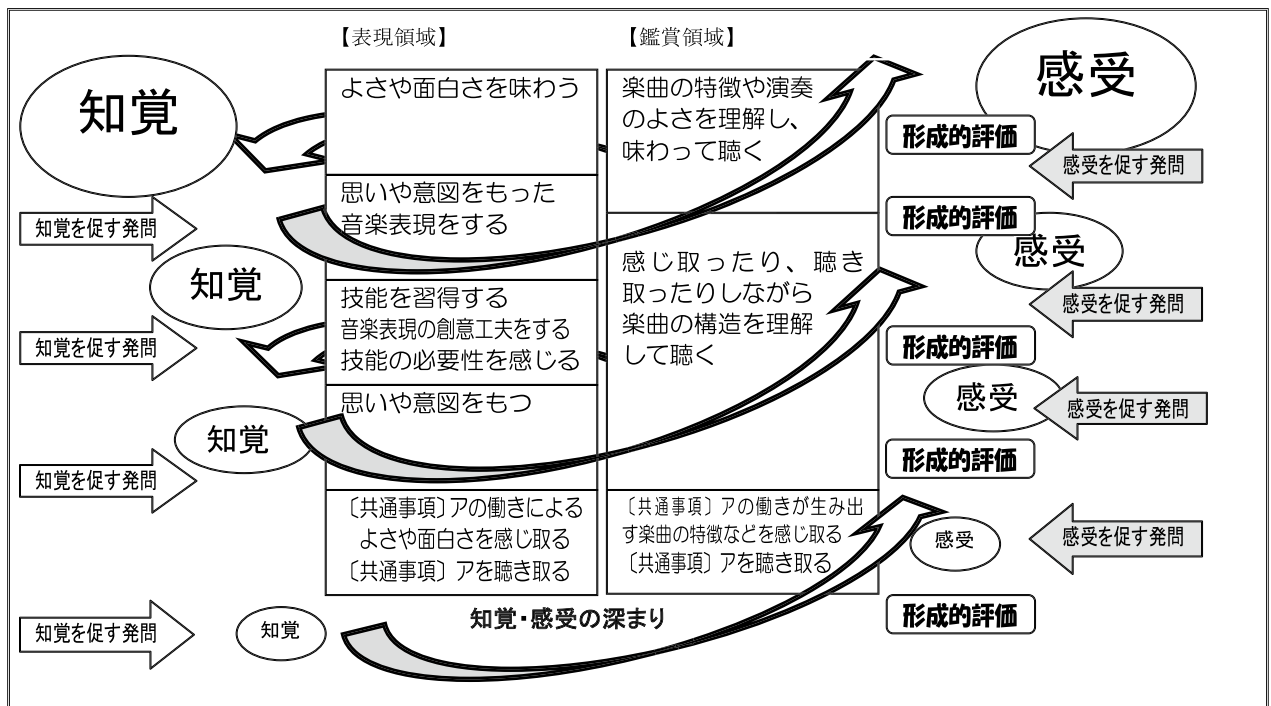 【表現領域】
【鑑賞領域】
知覚
知覚を促す発問
知覚
知覚を促す発問
知覚
知覚を促す発問
知覚を促す発問
知覚
よさや面白さを味わう
思いや意図をもった
音楽表現をする
技能を習得する
音楽表現の創意工夫をする
技能の必要性を感じる
思いや意図をもつ
〔共通事項〕アの働きによる
よさや面白さを感じ取る
〔共通事項〕アを聴き取る
楽曲の特徴や演奏
のよさを理解し、
味わって聴く
感じ取ったり、聴き
取ったりしながら
楽曲の構造を理解
して聴く
〔共通事項〕アの働きが生み出
す楽曲の特徴などを感じ取る
〔共通事項〕アを聴き取る
知覚・感受の深まり
感受
形成的評価
感受を促す発問
形成的評価
感受
感受を促す発問
形成的評価
感受
感受を促す発問
形成的評価
感受
感受を促す発問
形成的評価